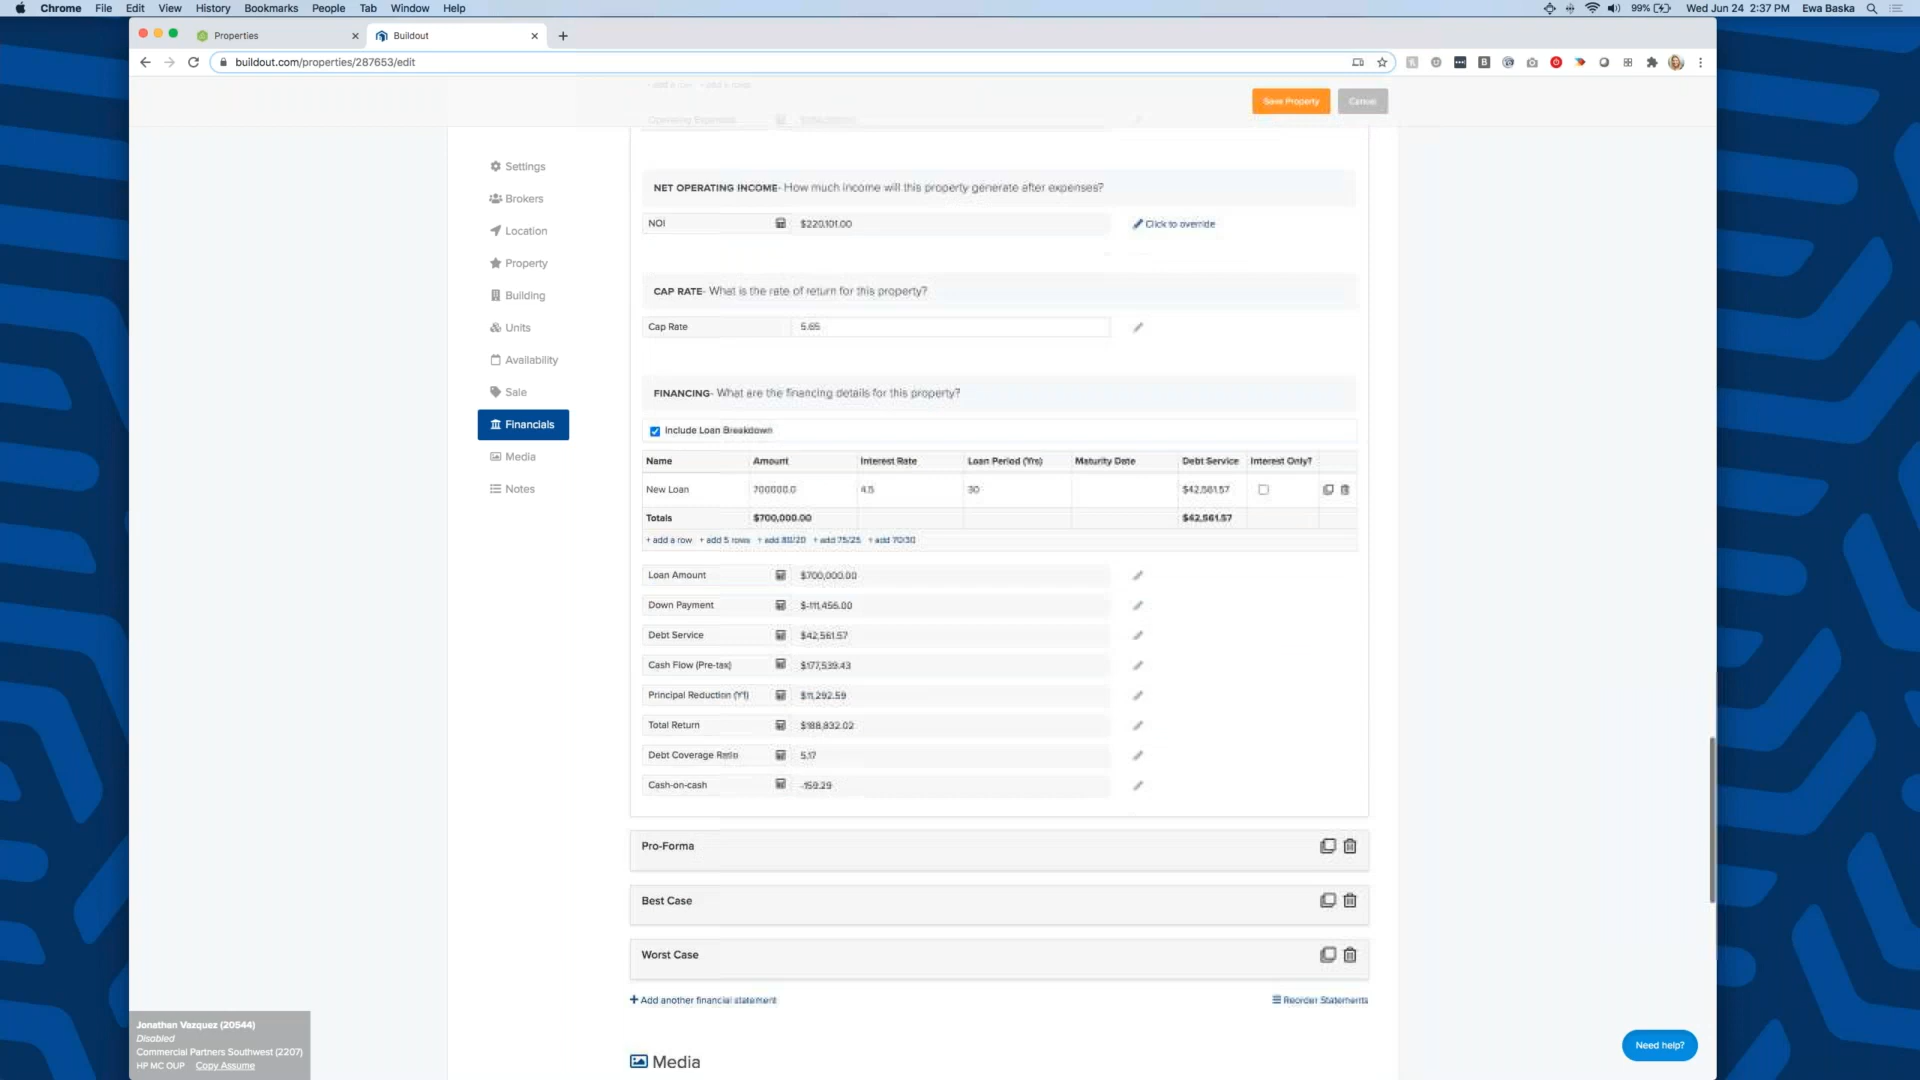 Chrome File Edit View History Bookmarks People Tab Window Help
99% Wed Jun 24 2:37 PM Ewa Baska
Properties
Buildout
buildout.com/properties/287653/edit
+ add a row + add 5 rows
Save Property
Cancel
Operating Expenses
Settings
Brokers
Location
Property
Building
Units
Availability
Sale
Financials
Media
Notes
NET OPERATING INCOME- How much income will this property generate after expenses?
NOI $220,101.00 Click to override
CAP RATE- What is the rate of return for this property?
Cap Rate 5.65
FINANCING- What are the financing details for this property?
Include Loan Breakdown
Name Amount Interest Rate Loan Period (Yrs) Maturity Date Debt Service Interest Only?
New Loan 700000.0 4.5 30 $42,561.57
Totals $700,000.00 $42,561.57
+ add a row + add 5 rows + add 80/20 + add 75/25 + add 70/30
Loan Amount $700,000.00
Down Payment $-111,455.00
Debt Service $42,561.57
Cash Flow (Pre-tax) $177,539.43
Principal Reduction (Y1) $11,292.59
Total Return $188,832.02
Debt Coverage Ratio 5.17
Cash-on-cash -159.29
Pro-Forma
Best Case
Worst Case
+ Add another financial statement
Reorder Statements
Media
Jonathan Vazquez (20544)
Disabled
Commercial Partners Southwest (2207)
HP MC OUP Copy Assume
Need help?